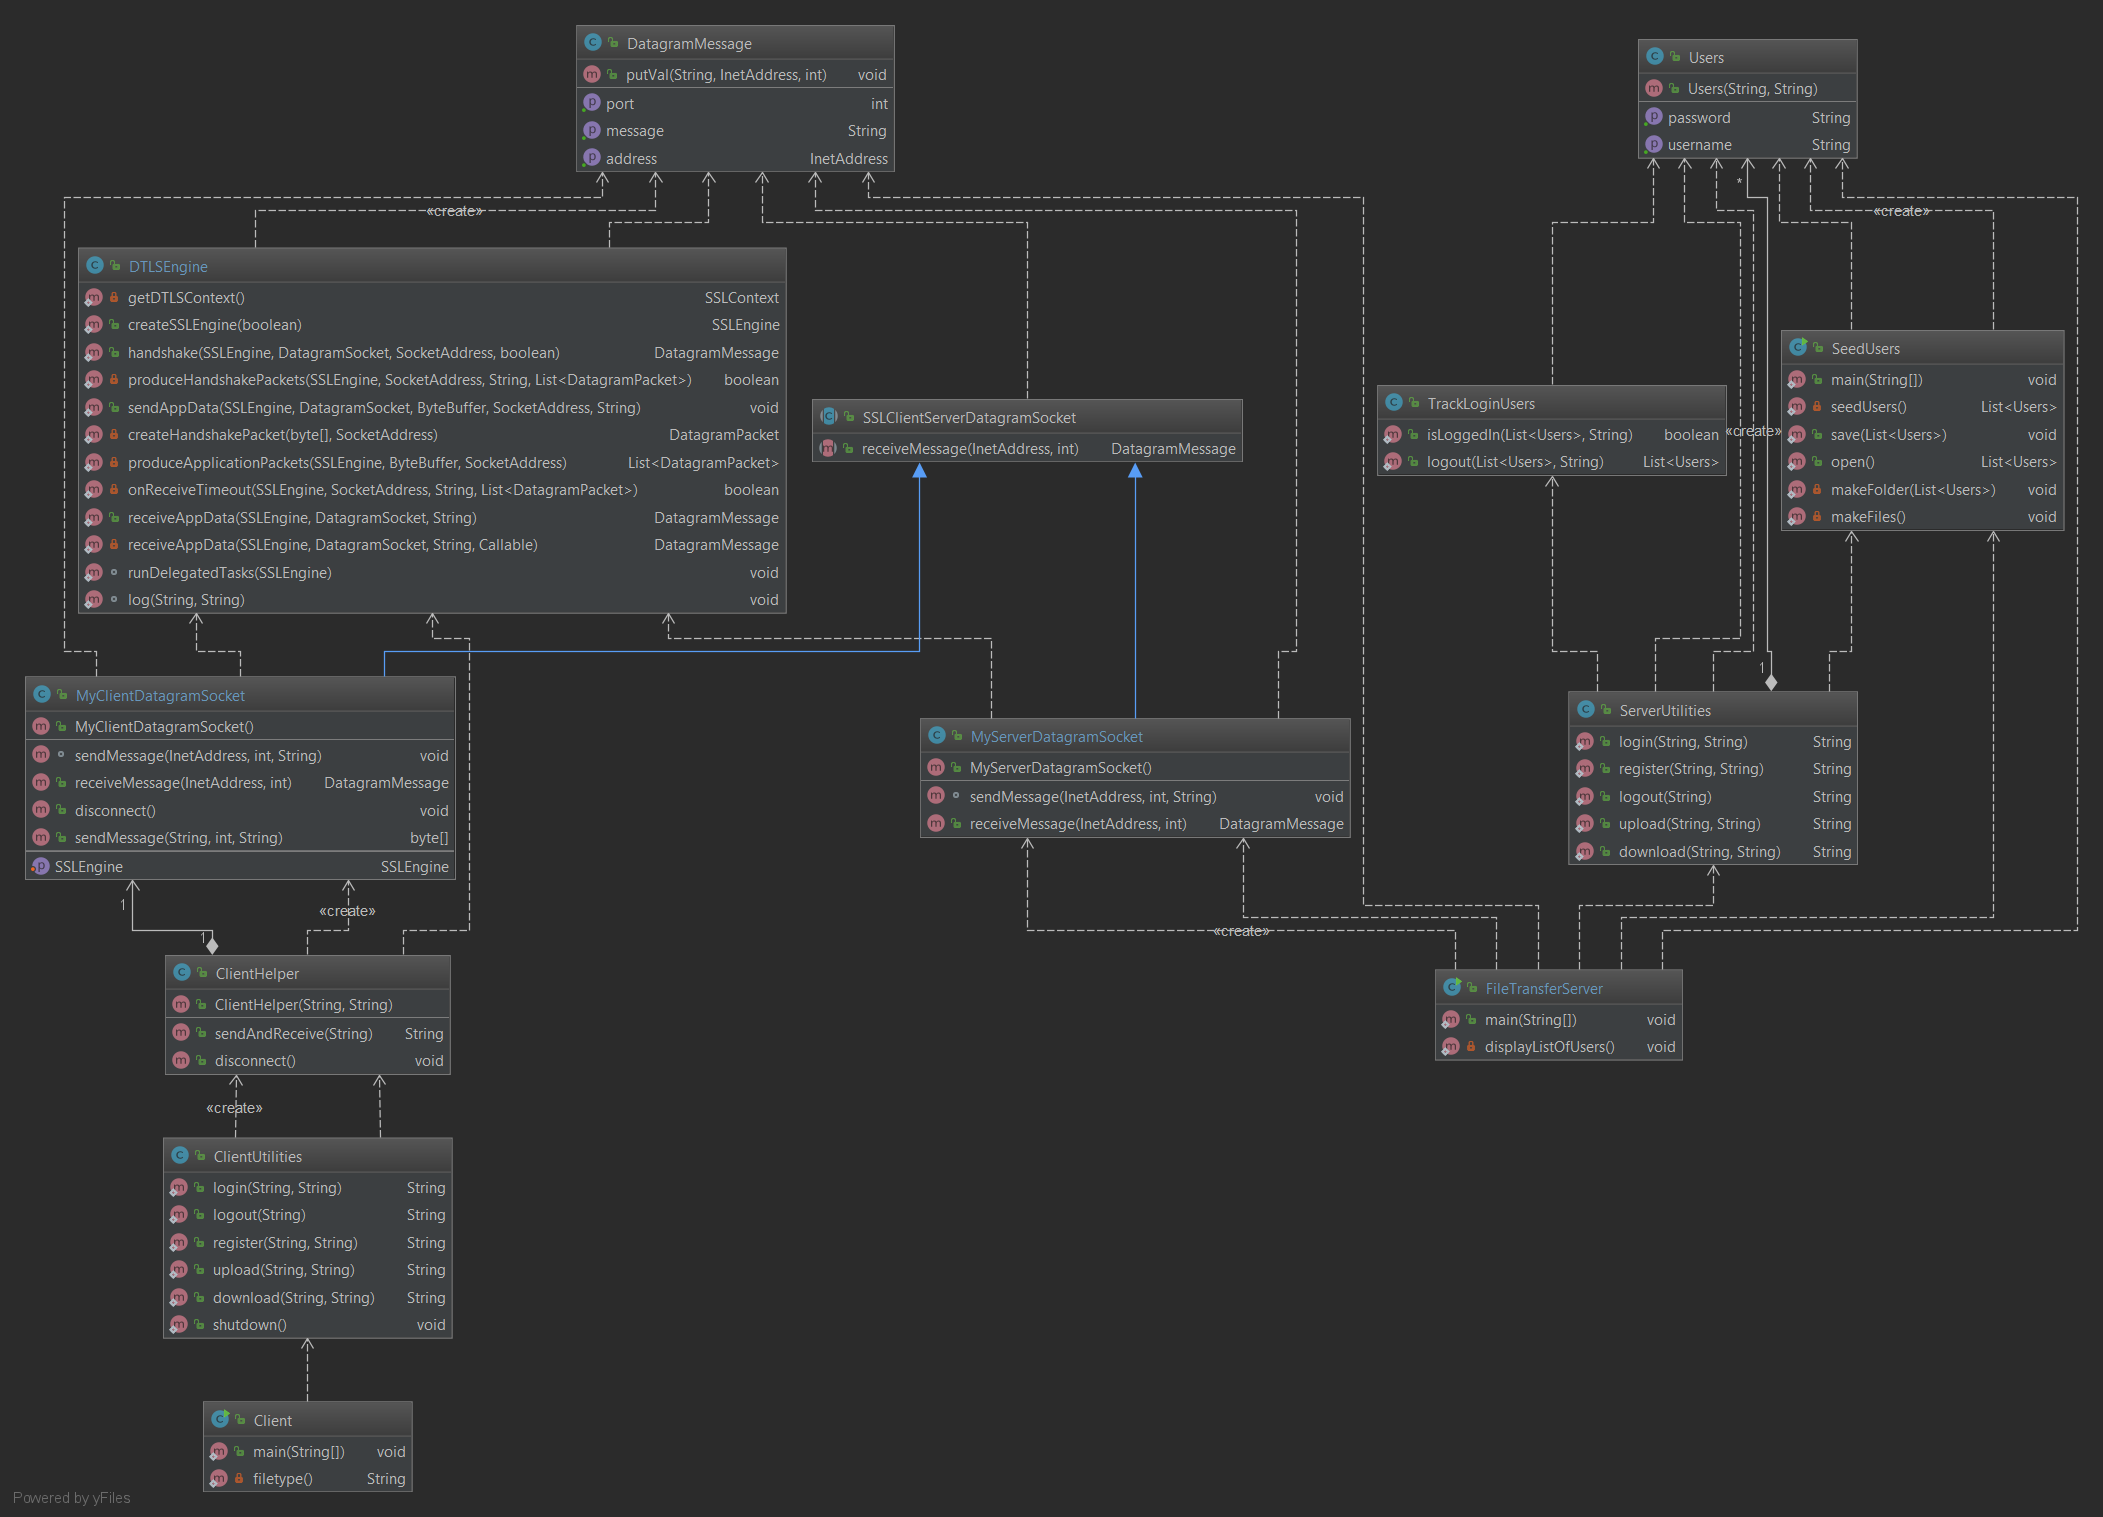 DatagramMessage
putVal(String, InetAddress, int) void
port int
message String
address InetAddress
Users
Users(String, String)
password String
username String
*
«create»
«create»
DTLSEngine
getDTLSContext() SSLContext
createSSLEngine(boolean) SSLEngine
handshake(SSLEngine, DatagramSocket, SocketAddress, boolean) DatagramMessage
produceHandshakePackets(SSLEngine, SocketAddress, String, List<DatagramPacket>) boolean
sendAppData(SSLEngine, DatagramSocket, ByteBuffer, SocketAddress, String) void
createHandshakePacket(byte[], SocketAddress) DatagramPacket
produceApplicationPackets(SSLEngine, ByteBuffer, SocketAddress) List<DatagramPacket>
onReceiveTimeout(SSLEngine, SocketAddress, String, List<DatagramPacket>) boolean
receiveAppData(SSLEngine, DatagramSocket, String) DatagramMessage
receiveAppData(SSLEngine, DatagramSocket, String, Callable) DatagramMessage
runDelegatedTasks(SSLEngine) void
log(String, String) void
SSLClientServerDatagramSocket
receiveMessage(InetAddress, int) DatagramMessage
TrackLoginUsers
isLoggedIn(List<Users>, String) boolean
logout(List<Users>, String) List<Users>
«create»
SeedUsers
main(String[]) void
seedUsers() List<Users>
save(List<Users>) void
open() List<Users>
makeFolder(List<Users>) void
makeFiles() void
MyClientDatagramSocket
MyClientDatagramSocket()
sendMessage(InetAddress, int, String) void
receiveMessage(InetAddress, int) DatagramMessage
disconnect() void
sendMessage(String, int, String) byte[]
SSLEngine SSLEngine
MyServerDatagramSocket
MyServerDatagramSocket()
sendMessage(InetAddress, int, String) void
receiveMessage(InetAddress, int) DatagramMessage
1
ServerUtilities
login(String, String) String
register(String, String) String
logout(String) String
upload(String, String) String
download(String, String) String
1
«create»
1
«create»
ClientHelper
ClientHelper(String, String)
sendAndReceive(String) String
disconnect() void
FileTransferServer
main(String[]) void
displayListOfUsers() void
«create»
ClientUtilities
login(String, String) String
logout(String) String
register(String, String) String
upload(String, String) String
download(String, String) String
shutdown() void
Client
main(String[]) void
filetype() String
Powered by yFiles